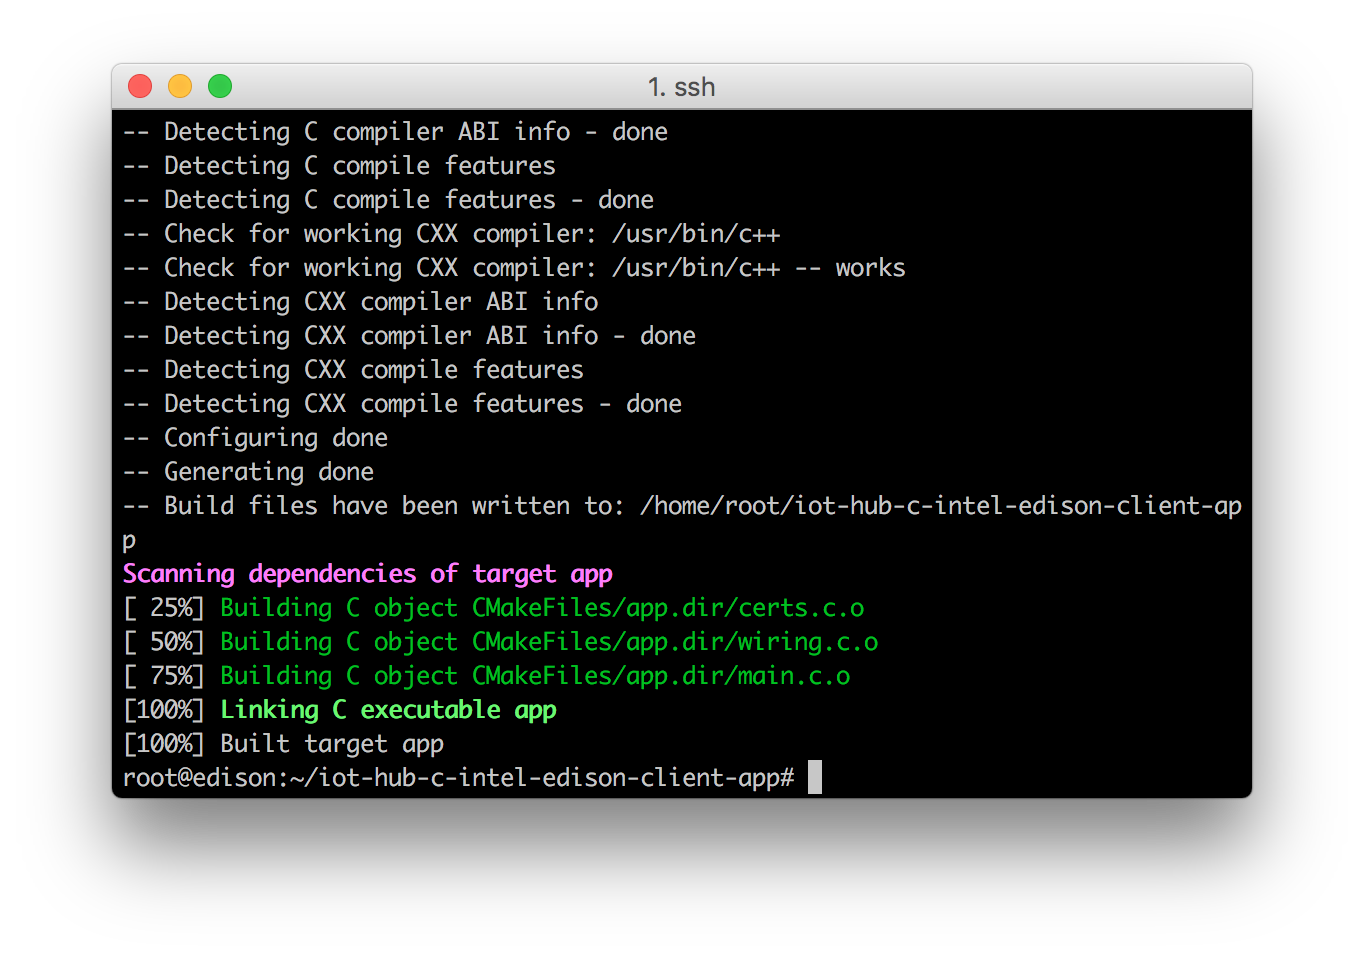 1. ssh
-- Detecting C compiler ABI info - done
-- Detecting C compile features
-- Detecting C compile features - done
-- Check for working CXX compiler: /usr/bin/c++
-- Check for working CXX compiler: /usr/bin/c++ -- works
-- Detecting CXX compiler ABI info
-- Detecting CXX compiler ABI info - done
-- Detecting CXX compile features
-- Detecting CXX compile features - done
-- Configuring done
-- Generating done
-- Build files have been written to: /home/root/iot-hub-c-intel-edison-client-ap
p
Scanning dependencies of target app
[ 25%] Building C object CMakeFiles/app.dir/certs.c.o
[ 50%] Building C object CMakeFiles/app.dir/wiring.c.o
[ 75%] Building C object CMakeFiles/app.dir/main.c.o
[100%] Linking C executable app
[100%] Built target app
root@edison:~/iot-hub-c-intel-edison-client-app#